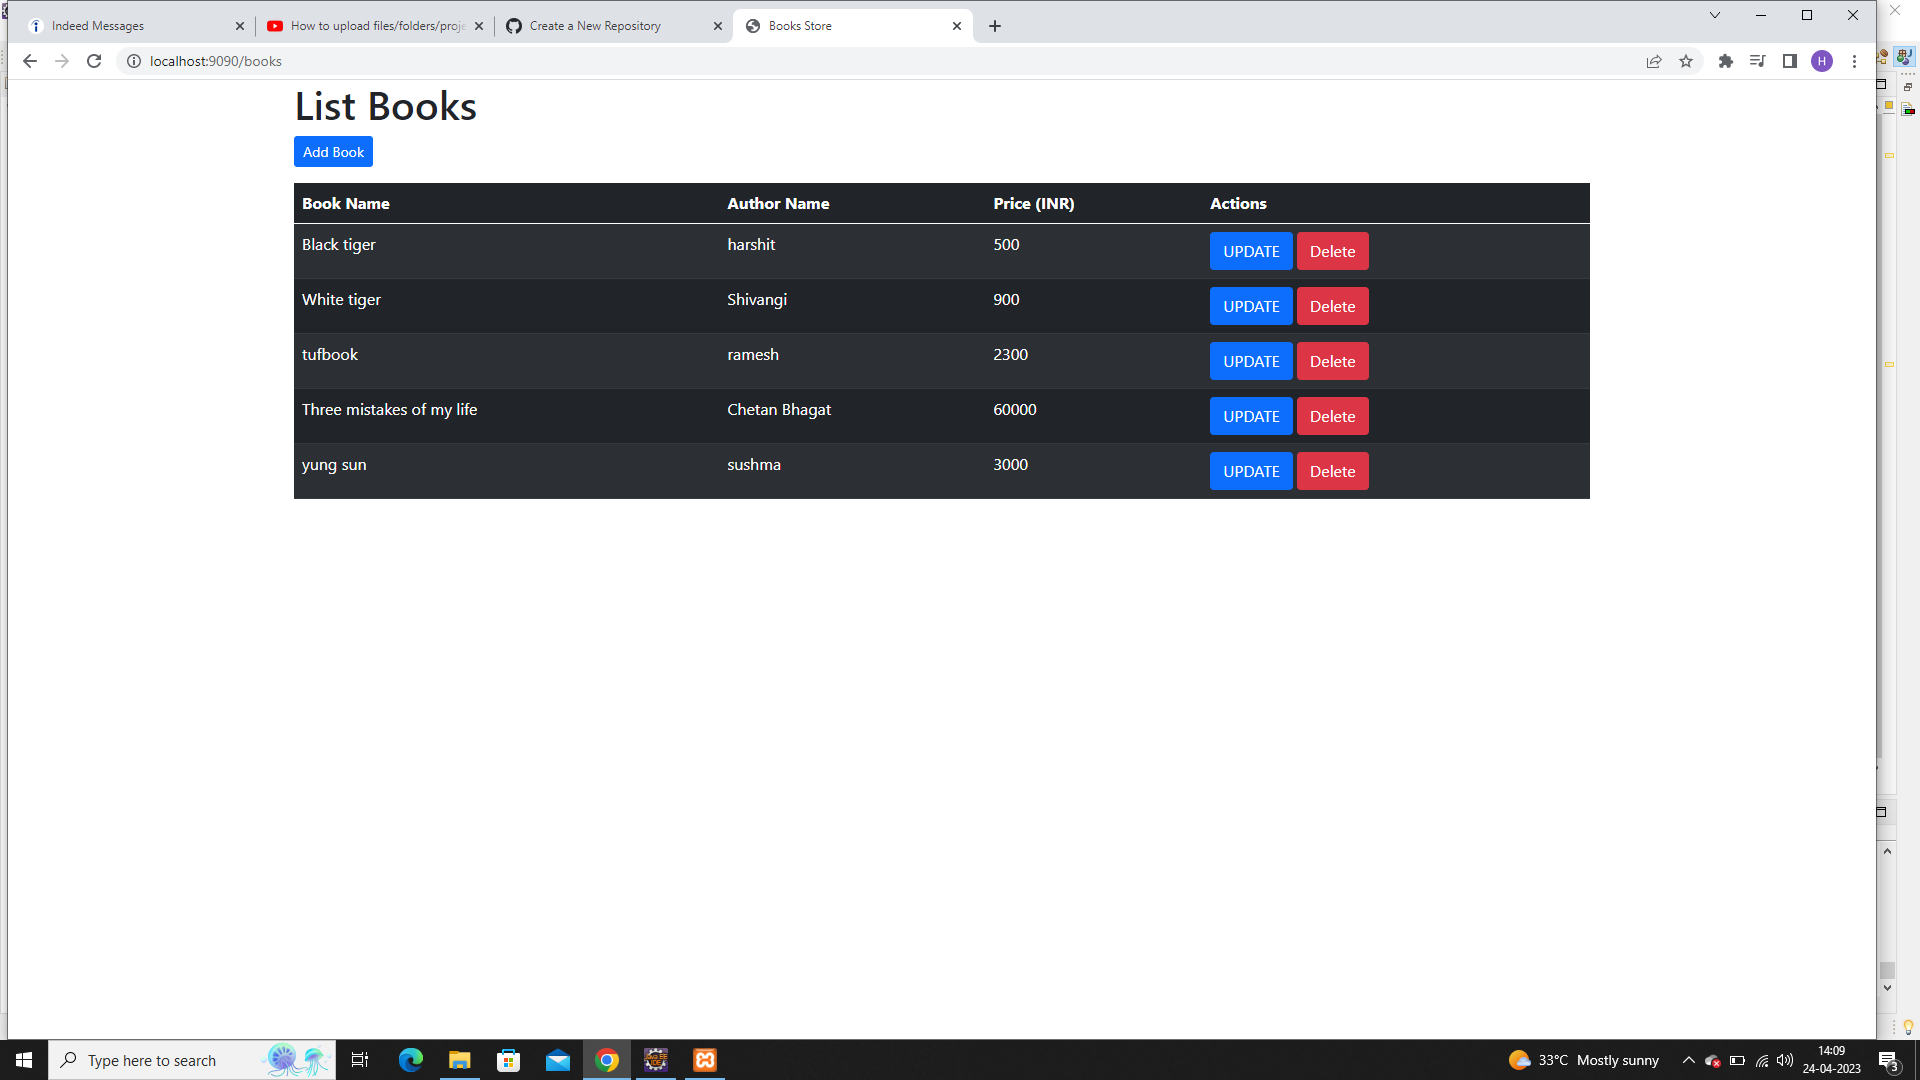 Indeed Messages
How to upload files/folders/proje
Create a New Repository
Books Store
localhost:9090/books
H
List Books
Add Book
Book Name Author Name Price (INR) Actions
Black tiger harshit 500 UPDATE Delete
White tiger Shivangi 900 UPDATE Delete
tufbook ramesh 2300 UPDATE Delete
Three mistakes of my life Chetan Bhagat 60000 UPDATE Delete
yung sun sushma 3000 UPDATE Delete
Type here to search
Java EE
IDE
33°C Mostly sunny
14:09
24-04-2023
3